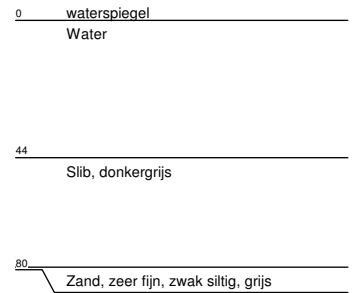 0 waterspiegel
Water
44
Slib, donkergrijs
80
Zand, zeer fijn, zwak siltig, grijs